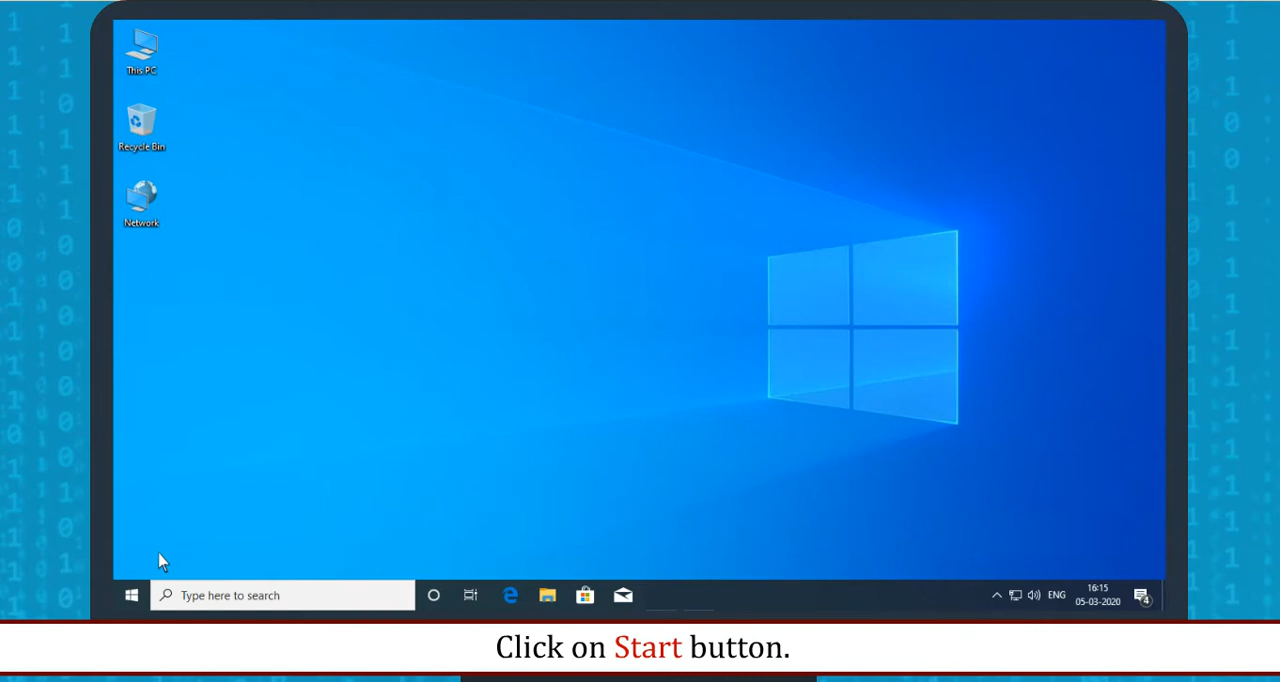 This PC
Recycle Bin
Network
Type here to search
ENG
16:15
05-03-2020
4
Click on Start button.